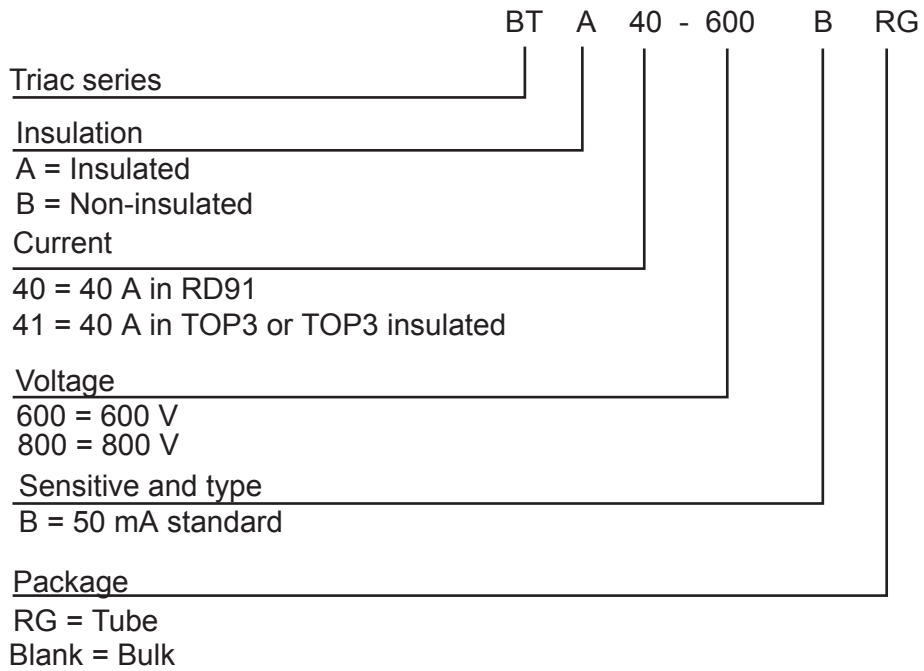 BT A 40 - 600 B RG
Triac series
Insulation
A = Insulated
B = Non-insulated
Current
40 = 40 A in RD91
41 = 40 A in TOP3 or TOP3 insulated
Voltage
600 = 600 V
800 = 800 V
Sensitive and type
B = 50 mA standard
Package
RG = Tube
Blank = Bulk